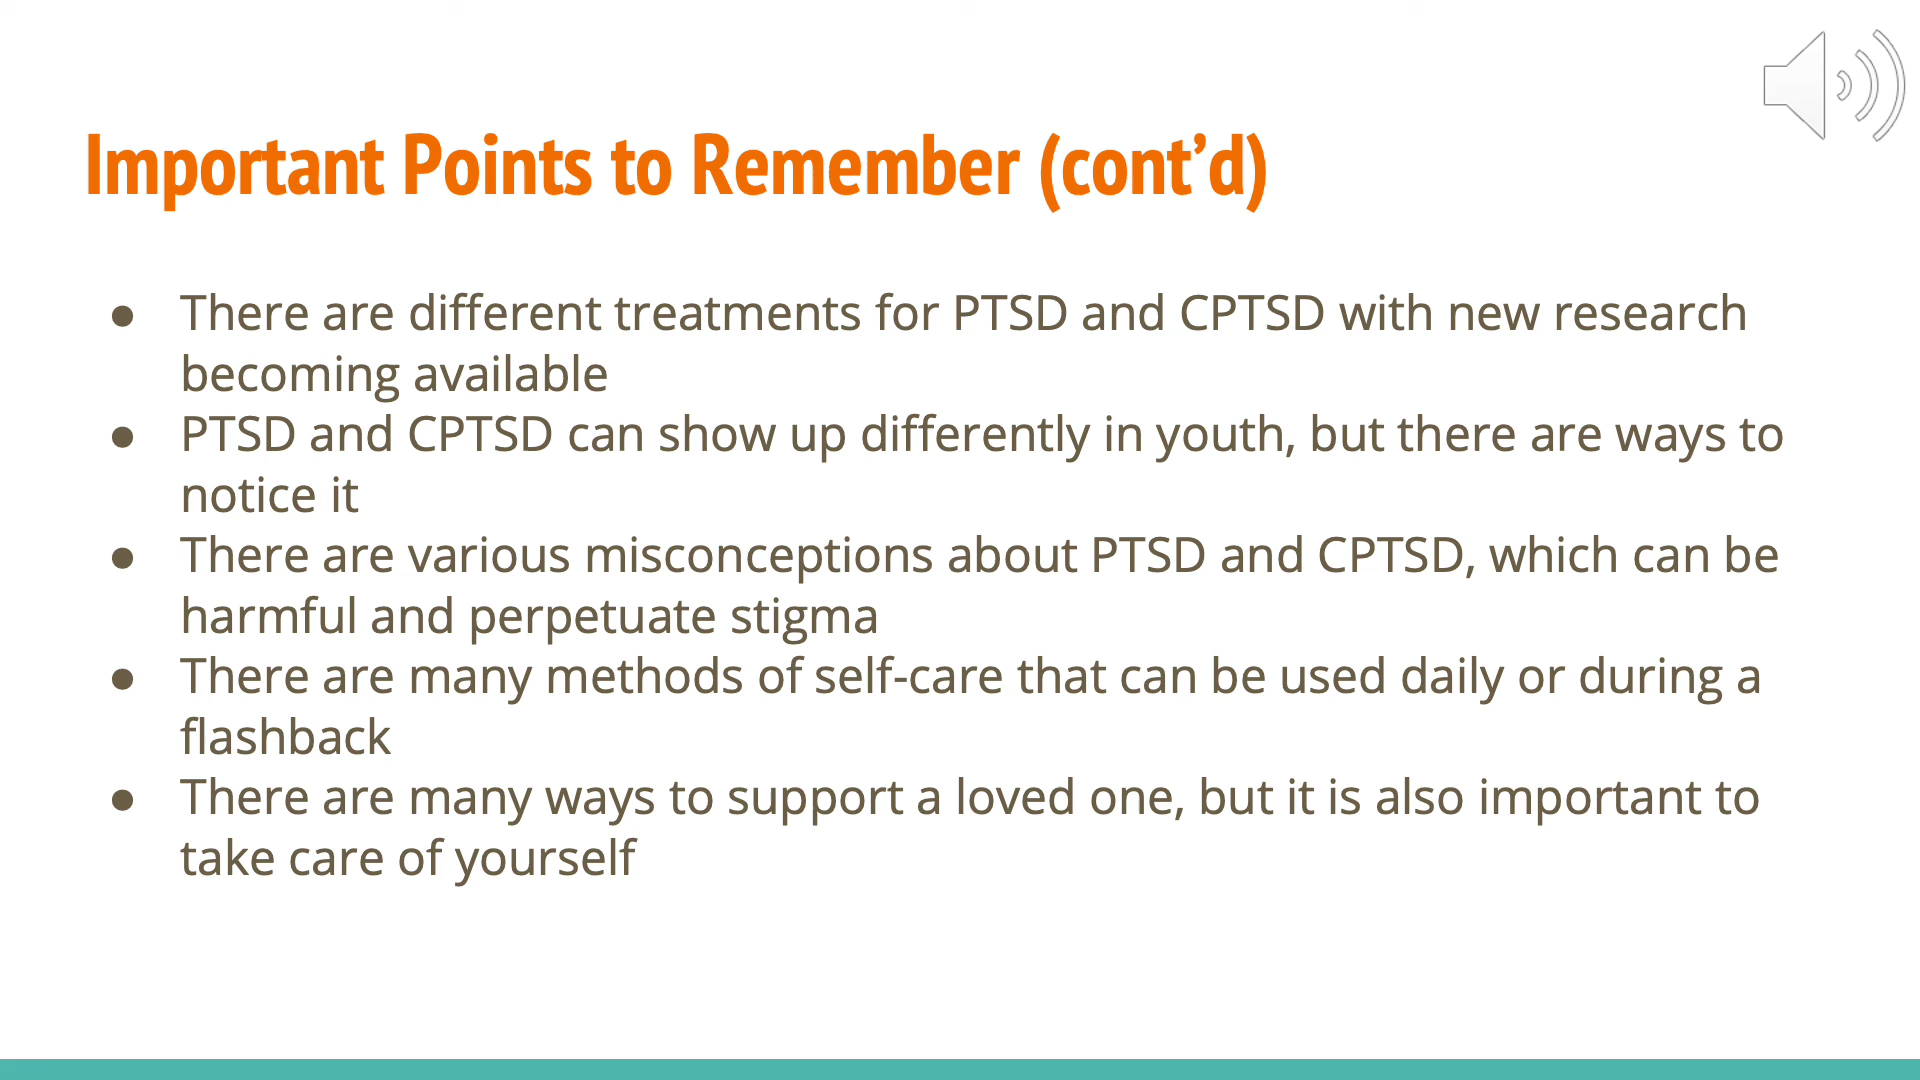 Important Points to Remember (cont’d)
● There are different treatments for PTSD and CPTSD with new research
becoming available
● PTSD and CPTSD can show up differently in youth, but there are ways to
notice it
● There are various misconceptions about PTSD and CPTSD, which can be
harmful and perpetuate stigma
● There are many methods of self-care that can be used daily or during a
flashback
● There are many ways to support a loved one, but it is also important to
take care of yourself